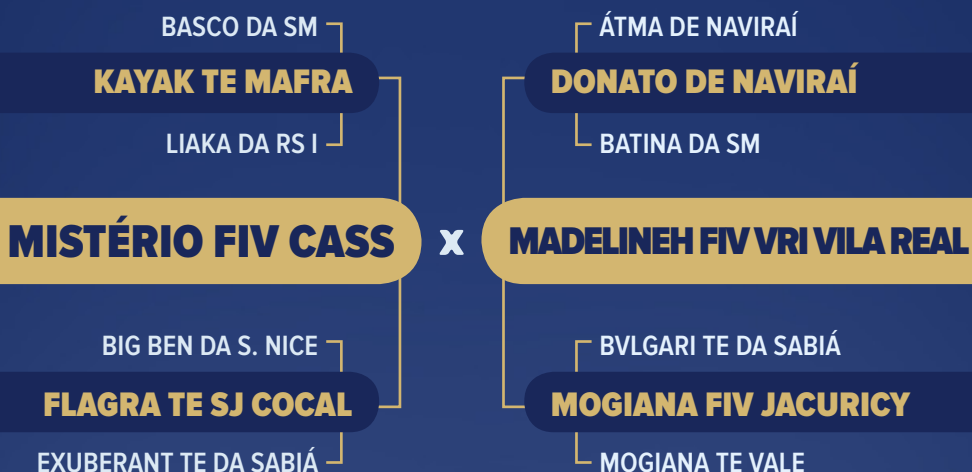 BASCO DA SM
KAYAK TE MAFRA
LIAKA DA RS I
ÁTMA DE NAVIRAÍ
DONATO DE NAVIRAÍ
BATINA DA SM
MISTÉRIO FIV CASS x MADELINEH FIV VRI VILA REAL
BIG BEN DA S. NICE
FLAGRA TE SJ COCAL
EXUBERANT TE DA SABIÁ
BVLGARI TE DA SABIÁ
MOGIANA FIV JACURICY
MOGIANA TE VALE